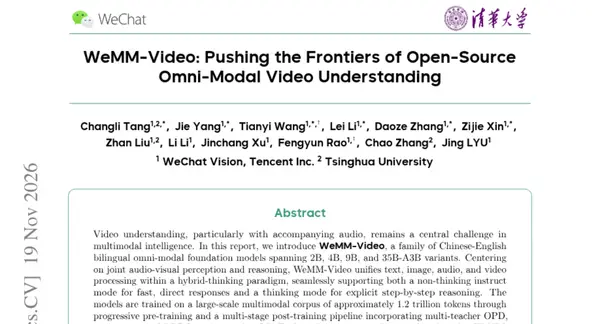 WeChat
清华大学
WeMM-Video: Pushing the Frontiers of Open-Source
Omni-Modal Video Understanding
Changli Tang1,2,*, Jie Yang1,*, Tianyi Wang1,*,†, Lei Li1,*, Daoze Zhang1,*, Zijie Xin1,*,
Zhan Liu1,2, Li Li1, Jinchang Xu1, Fengyun Rao1,†, Chao Zhang2, Jing LYU1
1 WeChat Vision, Tencent Inc. 2 Tsinghua University
s.CV] 19 Nov 2026
Abstract
Video understanding, particularly with accompanying audio, remains a central challenge in
multimodal intelligence. In this report, we introduce WeMM-Video, a family of Chinese-English
bilingual omni-modal foundation models spanning 2B, 4B, 9B, and 35B-A3B variants. Centering
on joint audio-visual perception and reasoning, WeMM-Video unifies text, image, audio, and
video processing within a hybrid-thinking paradigm, seamlessly supporting both a non-thinking instruct
mode for fast, direct responses and a thinking mode for explicit step-by-step reasoning. The
models are trained on a large-scale multimodal corpus of approximately 1.2 trillion tokens through
progressive pre-training and a multi-stage post-training pipeline incorporating multi-teacher OPD,